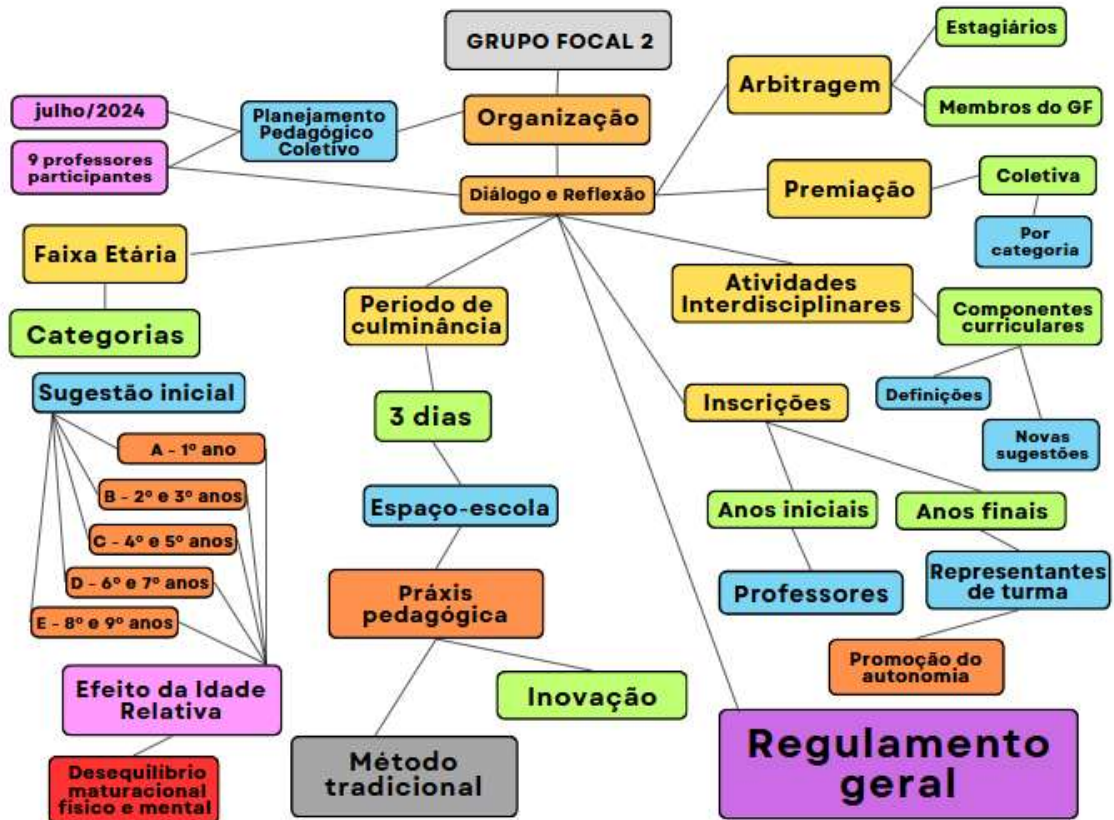 GRUPO FOCAL 2
Organização
Planejamento
Pedagógico
Coletivo
julho/2024
9 professores
participantes
Diálogo e Reflexão
Arbitragem
Estagiários
Membros do GF
Premiação
Coletiva
Por
categoria
Atividades
Interdisciplinares
Componentes
curriculares
Definições
Novas
sugestões
Faixa Etária
Categorias
Sugestão inicial
A - 1º ano
B - 2º e 3º anos
C - 4º e 5º anos
D - 6º e 7º anos
E - 8º e 9º anos
Efeito da Idade
Relativa
Desequilíbrio
maturacional
físico e mental
Período de
culminância
3 dias
Espaço-escola
Práxis
pedagógica
Inovação
Método
tradicional
Inscrições
Anos iniciais
Professores
Anos finais
Representantes
de turma
Promoção do
autonomia
Regulamento
geral